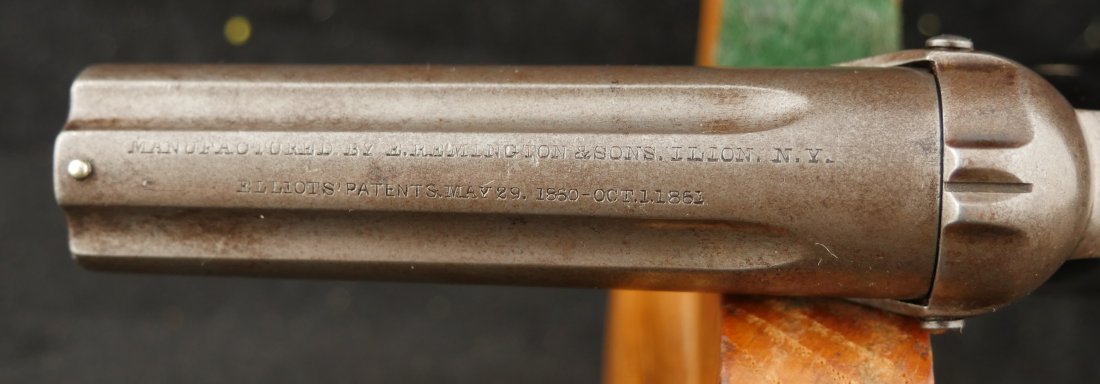 MANUFACTURED BY E. REMINGTON & SONS, ILION, N.Y.
ELLIOTS' PATENTS. MAY 29. 1860-OCT. 1. 1861